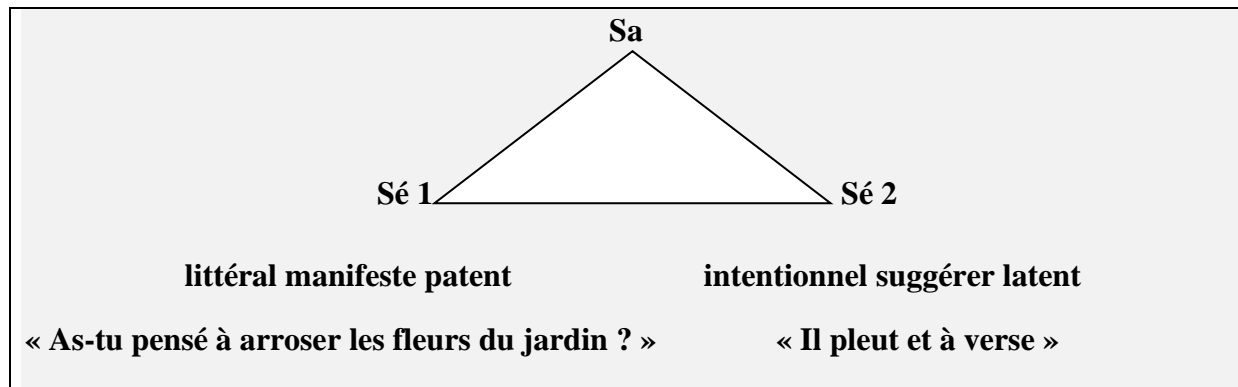 Sa
Sé 1 Sé 2
littéral manifeste patent intentionnel suggérer latent
« As-tu pensé à arroser les fleurs du jardin ? » « Il pleut et à verse »